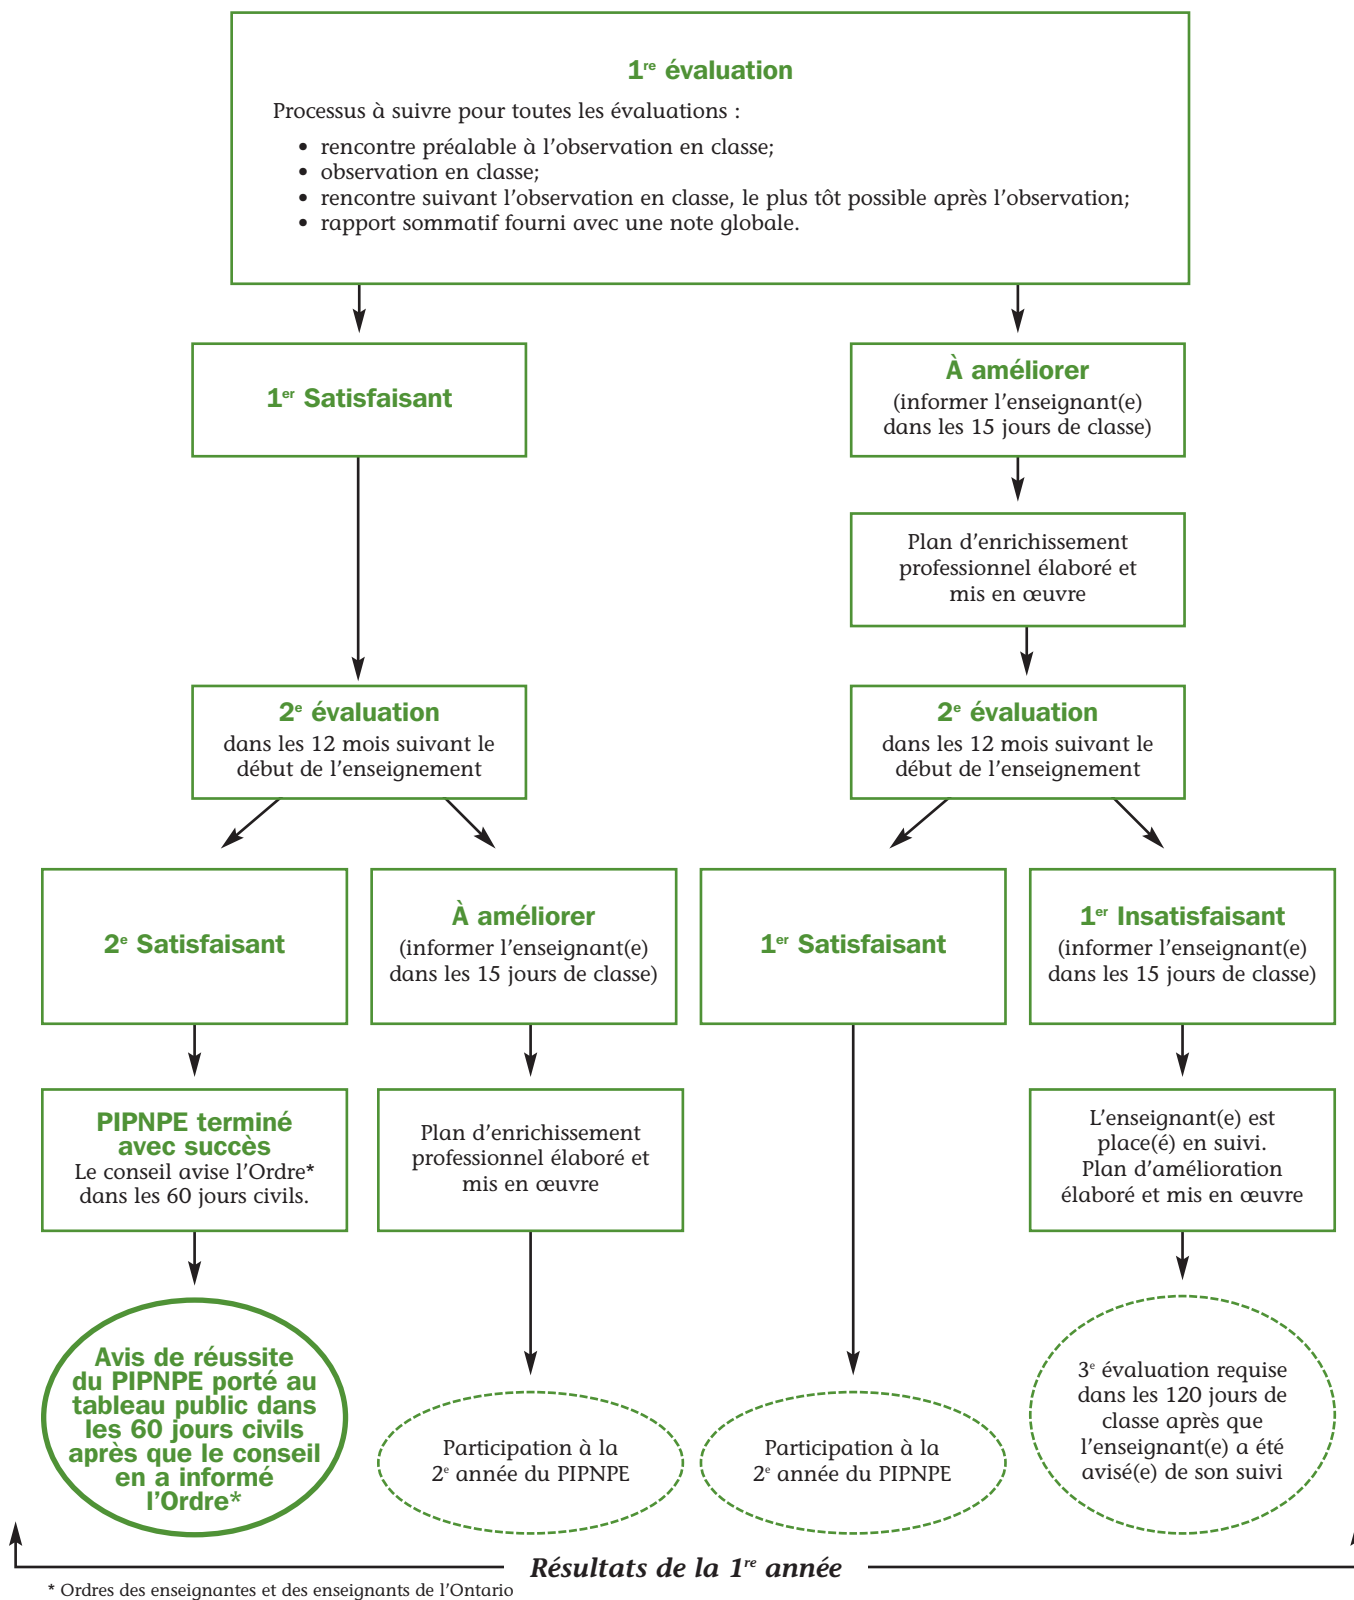 1re évaluation
Processus à suivre pour toutes les évaluations :
• rencontre préalable à l'observation en classe;
• observation en classe;
• rencontre suivant l'observation en classe, le plus tôt possible après l'observation;
• rapport sommatif fourni avec une note globale.
1er Satisfaisant
À améliorer
(informer l'enseignant(e)
dans les 15 jours de classe)
Plan d'enrichissement
professionnel élaboré et
mis en œuvre
2e évaluation
dans les 12 mois suivant le
début de l'enseignement
2e évaluation
dans les 12 mois suivant le
début de l'enseignement
2e Satisfaisant
À améliorer
(informer l'enseignant(e)
dans les 15 jours de classe)
1er Satisfaisant
1er Insatisfaisant
(informer l'enseignant(e)
dans les 15 jours de classe)
PIPNPE terminé
avec succès
Le conseil avise l'Ordre*
dans les 60 jours civils.
Plan d'enrichissement
professionnel élaboré et
mis en œuvre
L'enseignant(e) est
place(é) en suivi.
Plan d'amélioration
élaboré et mis en œuvre
Avis de réussite
du PIPNPE porté au
tableau public dans
les 60 jours civils
après que le conseil
en a informé
l'Ordre*
Participation à la
2e année du PIPNPE
Participation à la
2e année du PIPNPE
3e évaluation requise
dans les 120 jours de
classe après que
l'enseignant(e) a été
avisé(e) de son suivi
Résultats de la 1re année
* Ordres des enseignantes et des enseignants de l'Ontario